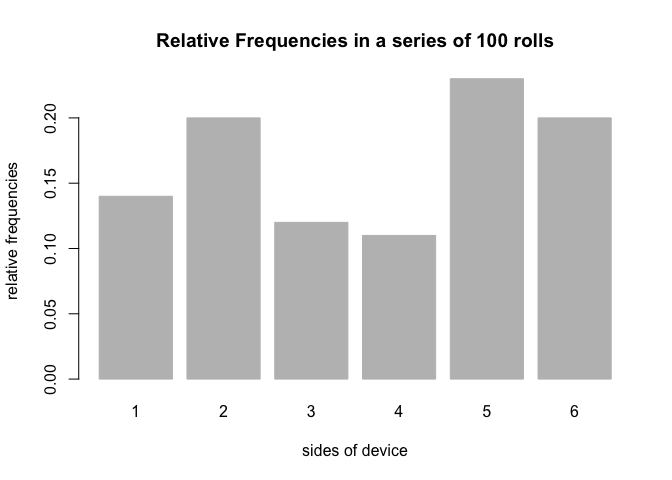 Relative Frequencies in a series of 100 rolls
relative frequencies
0.20
0.15
0.10
0.05
0.00
1 2 3 4 5 6
sides of device